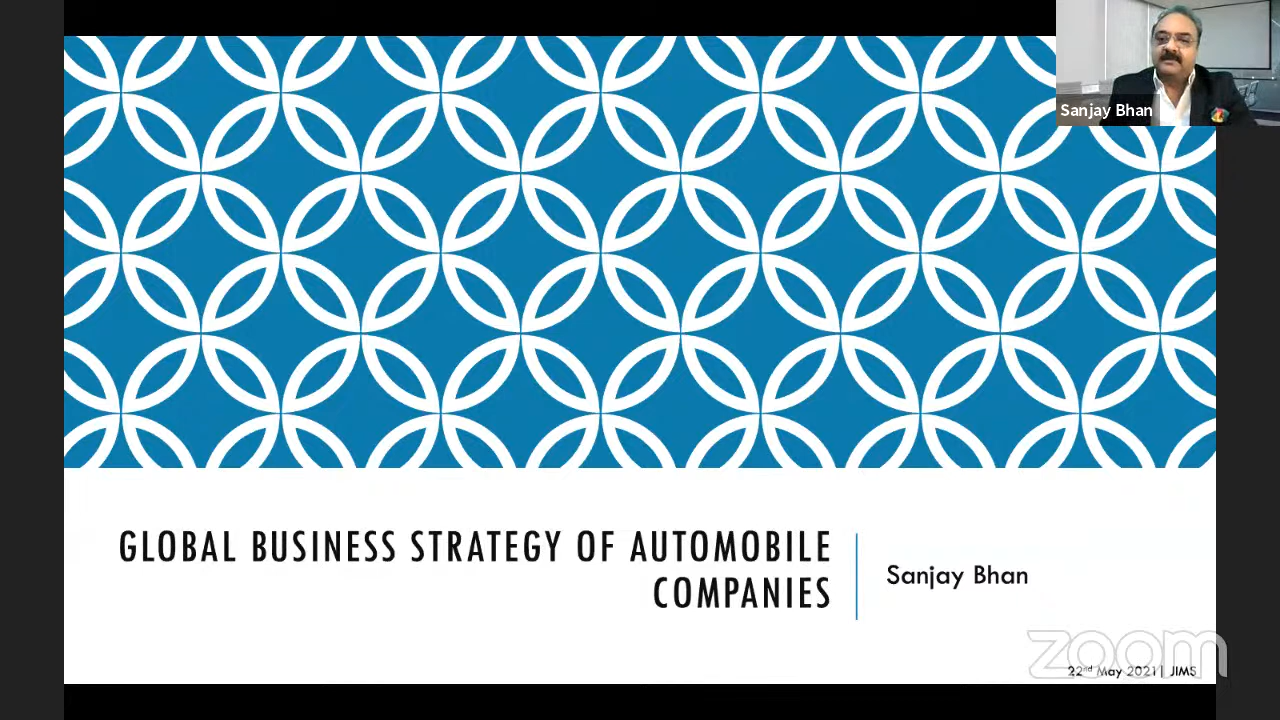 Sanjay Bhan
GLOBAL BUSINESS STRATEGY OF AUTOMOBILE
COMPANIES
Sanjay Bhan
zoom
22nd May 2021 | JIMS